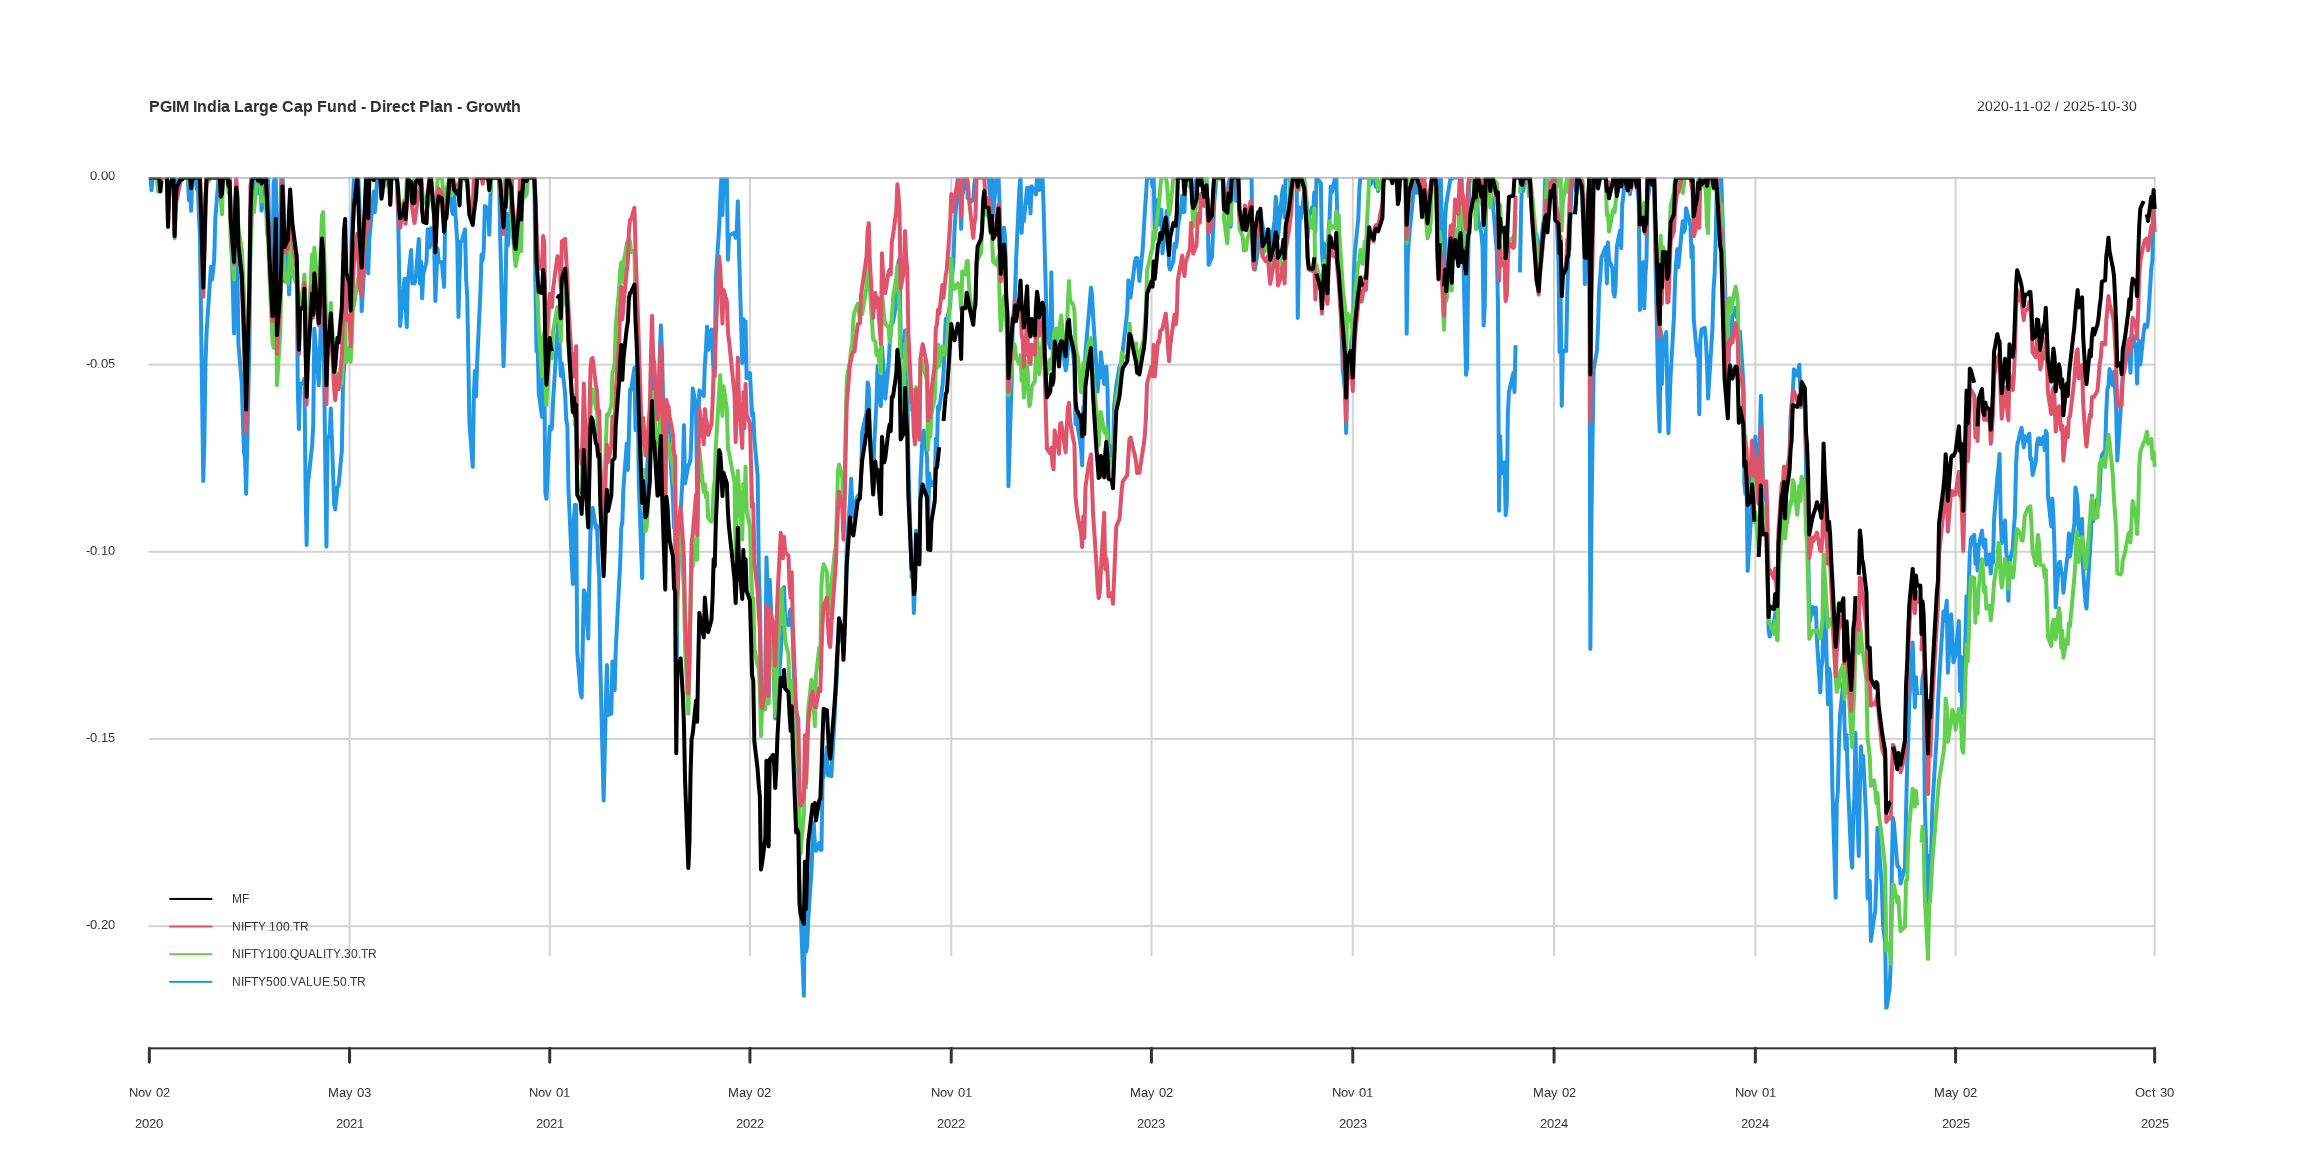 PGIM India Large Cap Fund - Direct Plan - Growth
2020-11-02 / 2025-10-30
0.00
-0.05
-0.10
-0.15
-0.20
MF
NIFTY.100.TR
NIFTY100.QUALITY.30.TR
NIFTY500.VALUE.50.TR
Nov 02 May 03 Nov 01 May 02 Nov 01 May 02 Nov 01 May 02 Nov 01 May 02 Oct 30
2020 2021 2021 2022 2022 2023 2023 2024 2024 2025 2025